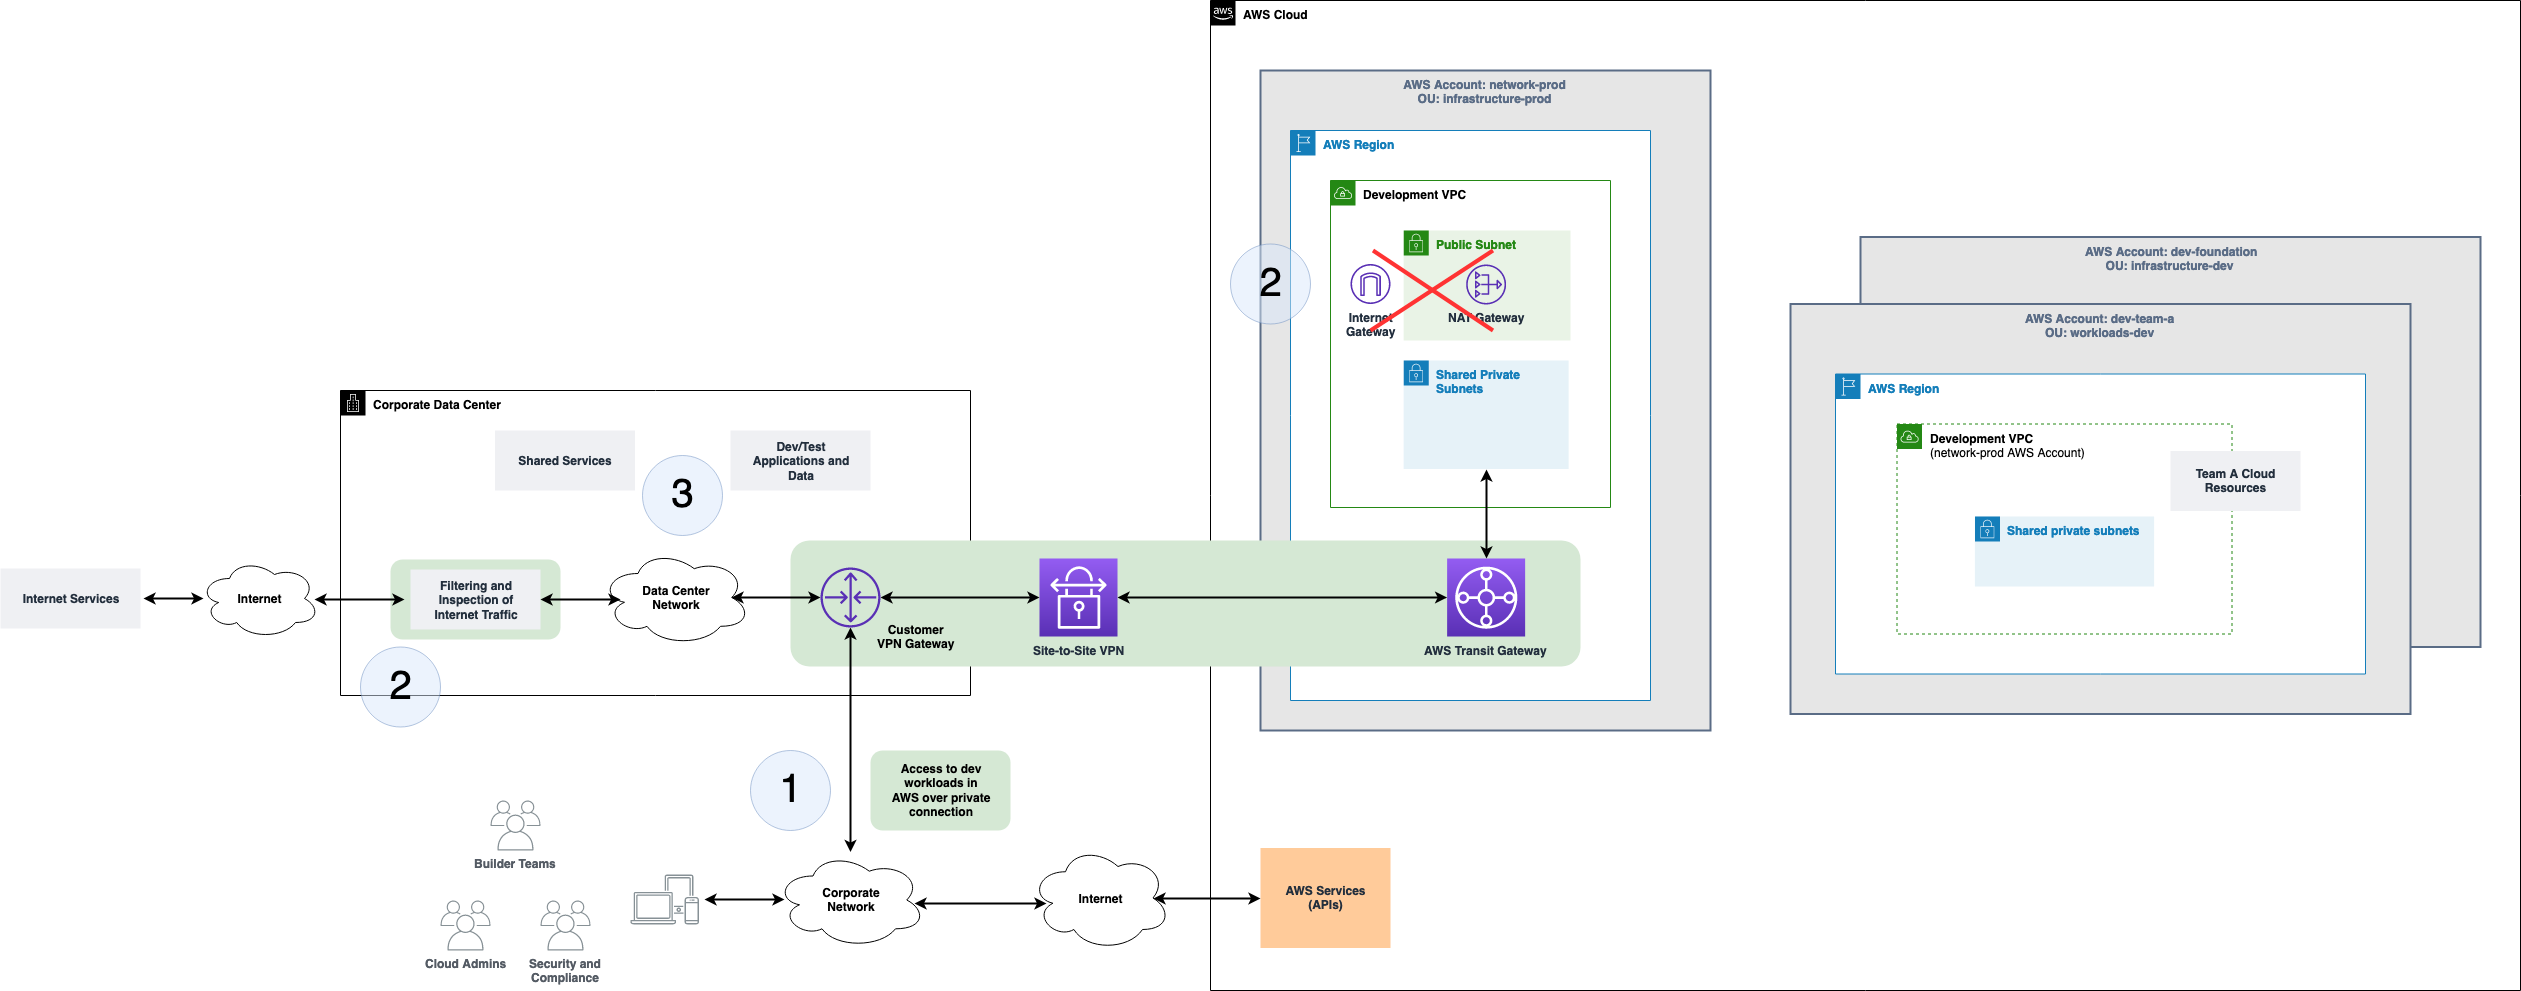 aws
AWS Cloud
AWS Account: network-prod
OU: infrastructure-prod
AWS Region
Development VPC
Public Subnet
Internet
Gateway
NAT Gateway
2
Shared Private
Subnets
AWS Account: dev-foundation
OU: infrastructure-dev
AWS Account: dev-team-a
OU: workloads-dev
AWS Region
Development VPC
(network-prod AWS Account)
Team A Cloud
Resources
Shared private subnets
Corporate Data Center
Shared Services
3
Dev/Test
Applications and
Data
Internet Services
Internet
Filtering and
Inspection of
Internet Traffic
Data Center
Network
Customer
VPN Gateway
Site-to-Site VPN
AWS Transit Gateway
2
1
Access to dev
workloads in
AWS over private
connection
Builder Teams
Cloud Admins
Security and
Compliance
Corporate
Network
Internet
AWS Services
(APIs)